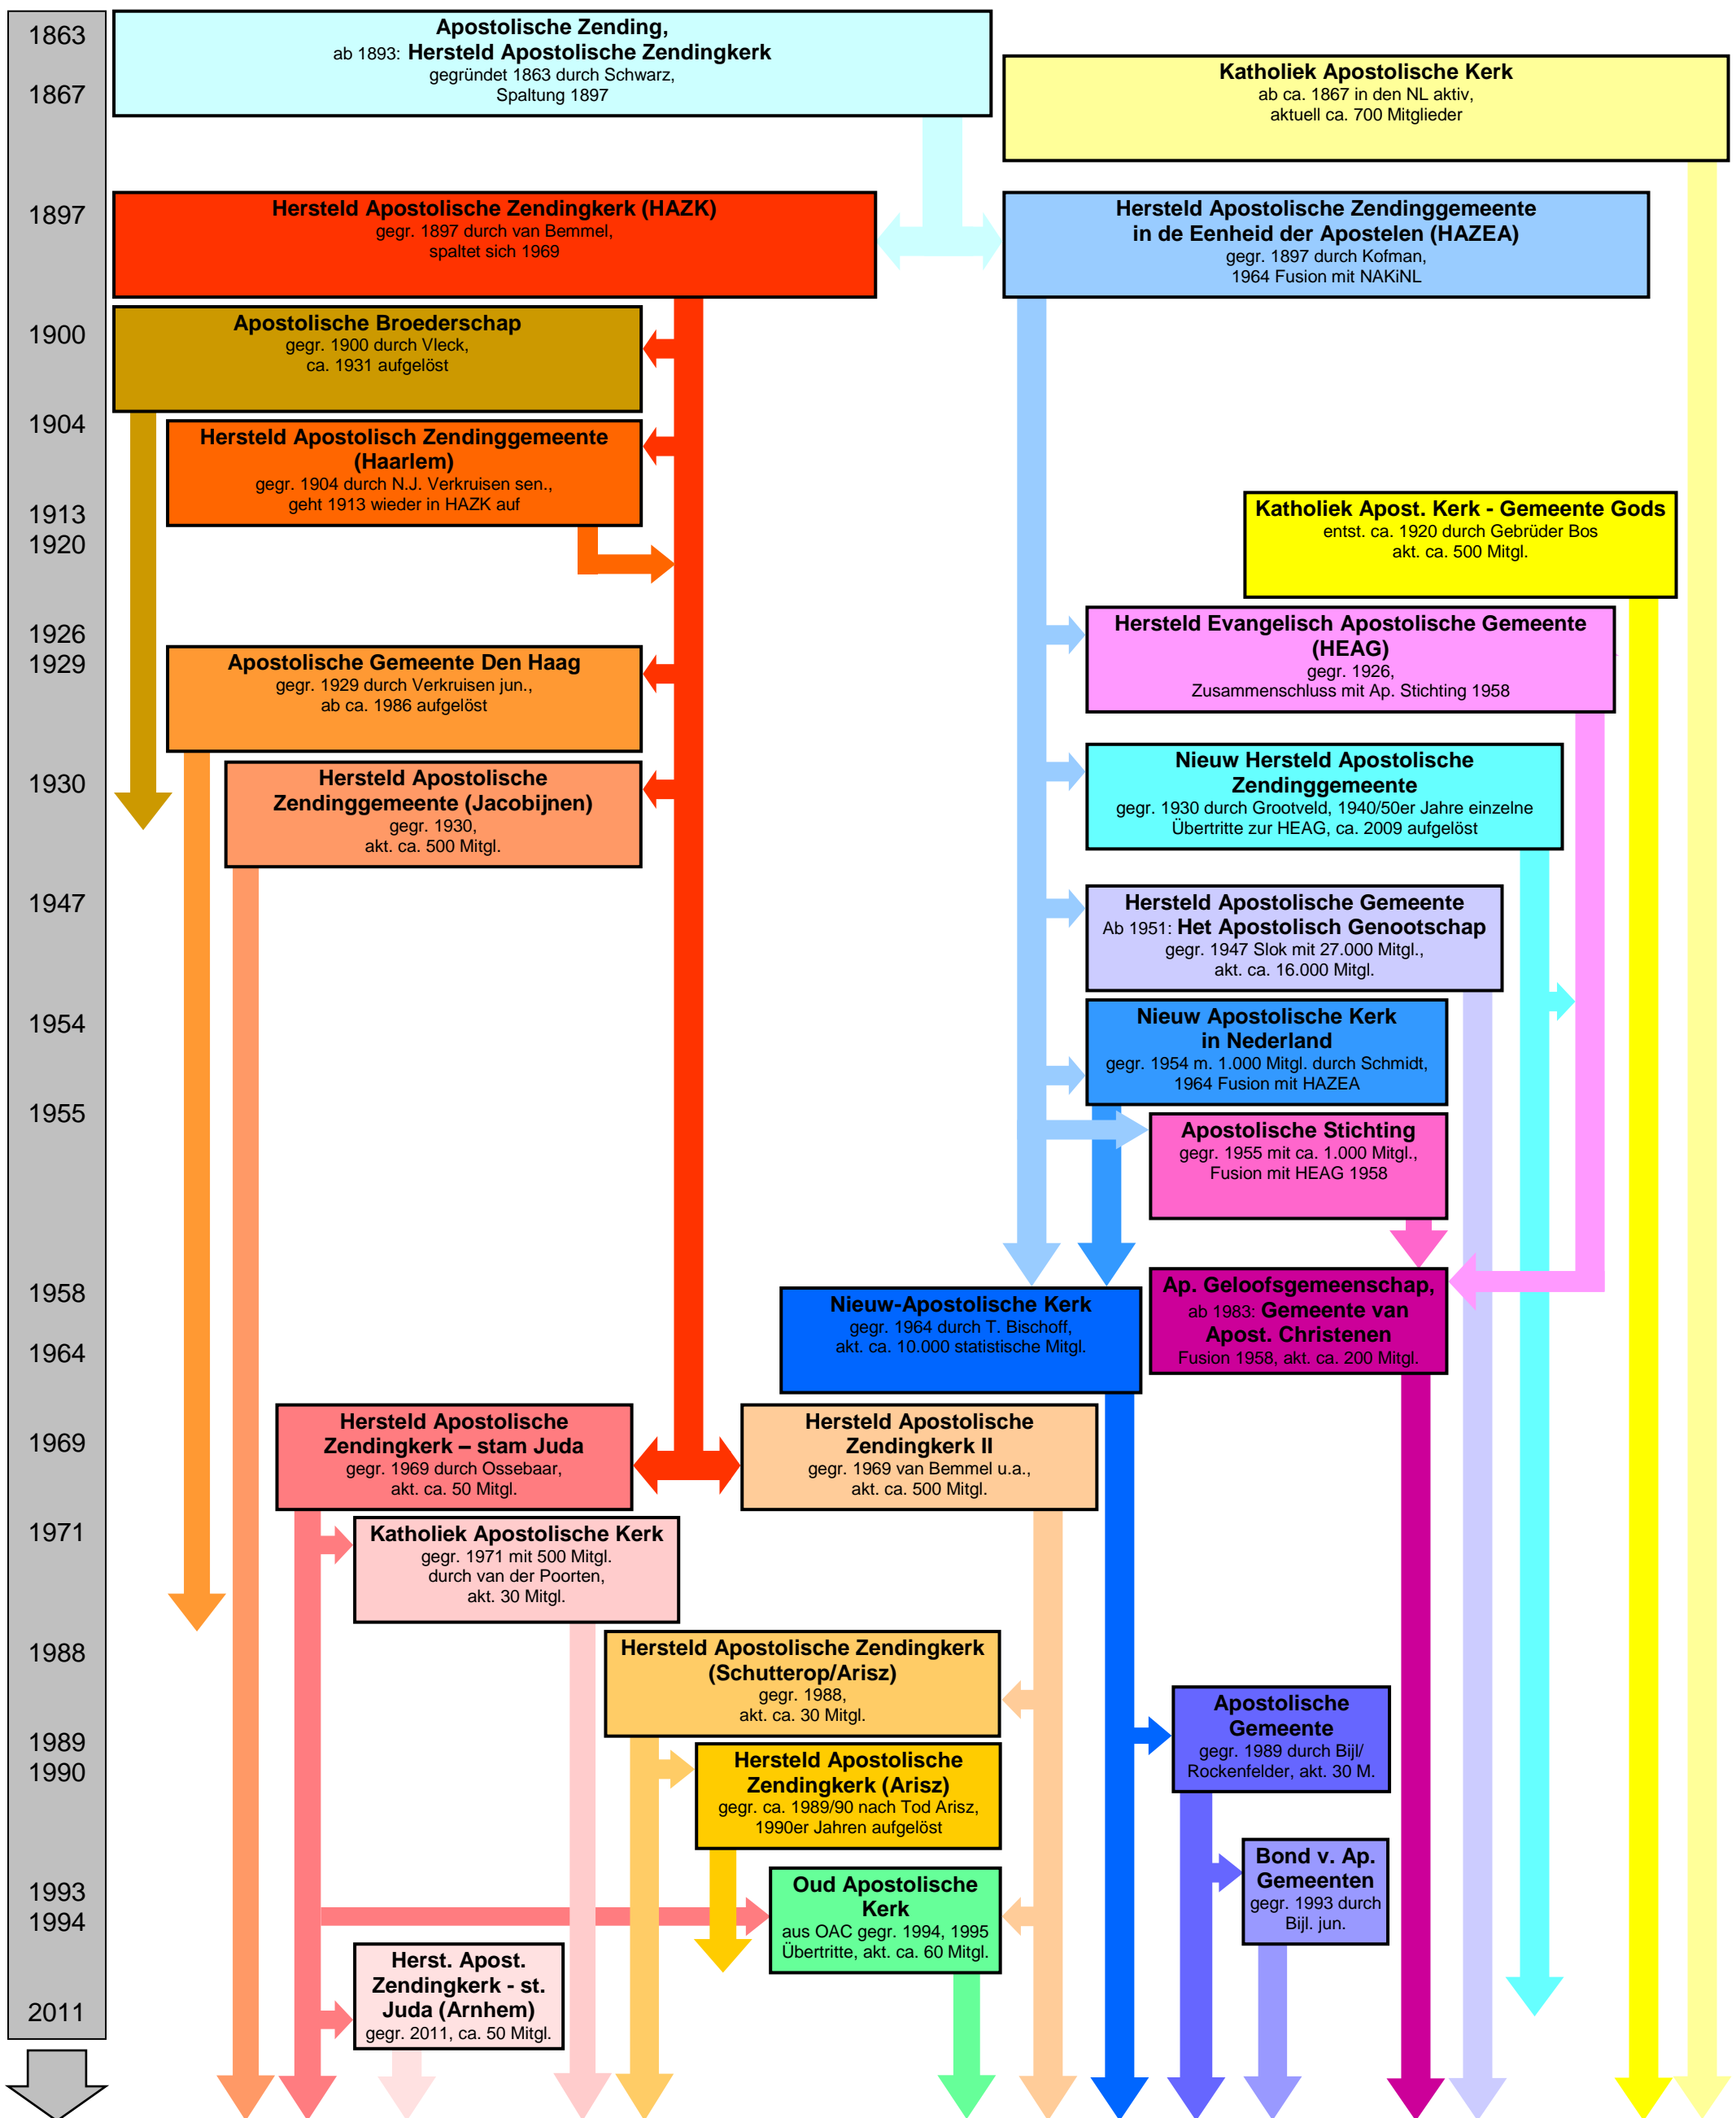 1863
1867
1897
1900
1904
1913
1920
1926
1929
1930
1947
1954
1955
1958
1964
1969
1971
1988
1989
1990
1993
1994
2011
Apostolische Zending,
ab 1893: Hersteld Apostolische Zendingkerk
gegründet 1863 durch Schwarz,
Spaltung 1897
Katholiek Apostolische Kerk
ab ca. 1867 in den NL aktiv,
aktuell ca. 700 Mitglieder
Hersteld Apostolische Zendingkerk (HAZK)
gegr. 1897 durch van Bemmel,
spaltet sich 1969
Hersteld Apostolische Zendinggemeente
in de Eenheid der Apostelen (HAZEA)
gegr. 1897 durch Kofman,
1964 Fusion mit NAKiNL
Apostolische Broederschap
gegr. 1900 durch Vleck,
ca. 1931 aufgelöst
Hersteld Apostolisch Zendinggemeente
(Haarlem)
gegr. 1904 durch N.J. Verkruisen sen.,
geht 1913 wieder in HAZK auf
Katholiek Apost. Kerk - Gemeente Gods
entst. ca. 1920 durch Gebrüder Bos
akt. ca. 500 Mitgl.
Hersteld Evangelisch Apostolische Gemeente
(HEAG)
gegr. 1926,
Zusammenschluss mit Ap. Stichting 1958
Apostolische Gemeente Den Haag
gegr. 1929 durch Verkruisen jun.,
ab ca. 1986 aufgelöst
Nieuw Hersteld Apostolische
Zendinggemeente
gegr. 1930 durch Grootveld, 1940/50er Jahre einzelne
Übertritte zur HEAG, ca. 2009 aufgelöst
Hersteld Apostolische
Zendinggemeente (Jacobijnen)
gegr. 1930,
akt. ca. 500 Mitgl.
Hersteld Apostolische Gemeente
Ab 1951: Het Apostolisch Genootschap
gegr. 1947 Slok mit 27.000 Mitgl.,
akt. ca. 16.000 Mitgl.
Nieuw Apostolische Kerk
in Nederland
gegr. 1954 m. 1.000 Mitgl. durch Schmidt,
1964 Fusion mit HAZEA
Apostolische Stichting
gegr. 1955 mit ca. 1.000 Mitgl.,
Fusion mit HEAG 1958
Nieuw-Apostolische Kerk
gegr. 1964 durch T. Bischoff,
akt. ca. 10.000 statistische Mitgl.
Ap. Geloofsgemeenschap,
ab 1983: Gemeente van
Apost. Christenen
Fusion 1958, akt. ca. 200 Mitgl.
Hersteld Apostolische
Zendingkerk – stam Juda
gegr. 1969 durch Ossebaar,
akt. ca. 50 Mitgl.
Hersteld Apostolische
Zendingkerk II
gegr. 1969 van Bemmel u.a.,
akt. ca. 500 Mitgl.
Katholiek Apostolische Kerk
gegr. 1971 mit 500 Mitgl.
durch van der Poorten,
akt. 30 Mitgl.
Hersteld Apostolische Zendingkerk
(Schutterop/Arisz)
gegr. 1988,
akt. ca. 30 Mitgl.
Apostolische
Gemeente
gegr. 1989 durch Bijl/
Rockenfelder, akt. 30 M.
Hersteld Apostolische
Zendingkerk (Arisz)
gegr. ca. 1989/90 nach Tod Arisz,
1990er Jahren aufgelöst
Bond v. Ap.
Gemeenten
gegr. 1993 durch
Bijl. jun.
Oud Apostolische
Kerk
aus OAC gegr. 1994, 1995
Übertritte, akt. ca. 60 Mitgl.
Herst. Apost.
Zendingkerk - st.
Juda (Arnhem)
gegr. 2011, ca. 50 Mitgl.